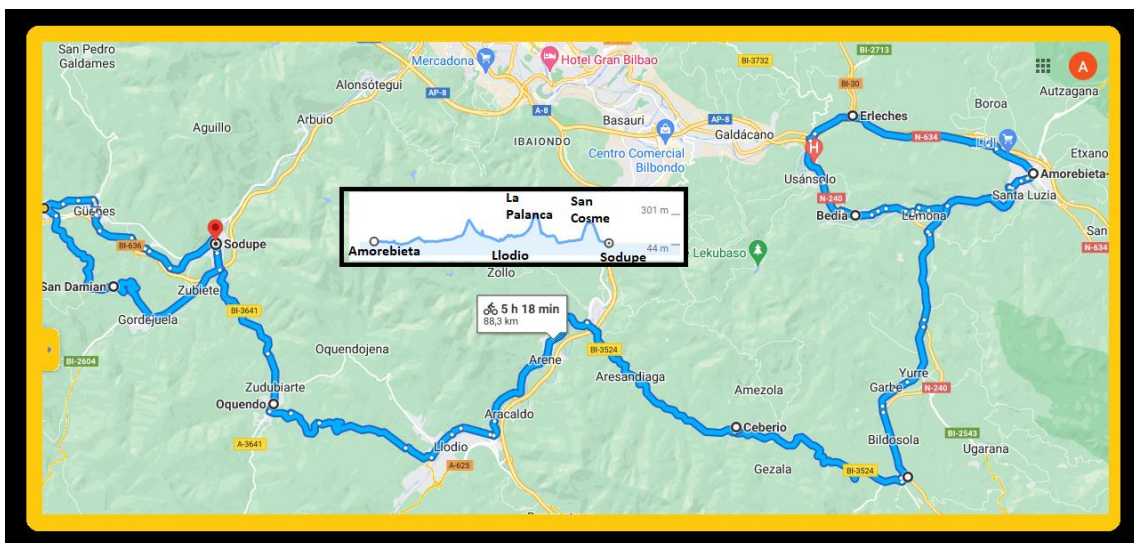 San Pedro
Galdames
Mercadona
Hotel Gran Bilbao
BI-2713
BI-3732
A
Alonsótegui
AP-8
BI-30
Autzagana
Boroa
A-8
Arbuio
Basauri
AP-8
Erleches
Aguillo
IBAIONDO
Galdácano
N-634
Lidl
Centro Comercial
Bilbondo
H
Etxano
Amorebieta-
Usánsolo
Santa Luzia
N-240
Bedia
Lemona
Güeñes
BI-636
Sodupe
La
Palanca
San
Cosme
301 m
44 m
Amorebieta
Llodio
Sodupe
Lekubaso
San
Zollo
San Damian
Zubiete
Gordejuela
BI-3641
5 h 18 min
88,3 km
BI-2604
Oquendojena
Arene
BI-3524
Aresandiaga
Yurre
Garbe
N-240
Amezola
Zudubiarte
Oquendo
Aracaldo
Ceberio
A-3641
Llodio
Bildosola
BI-2543
Ugarana
A-625
Gezala
BI-3524